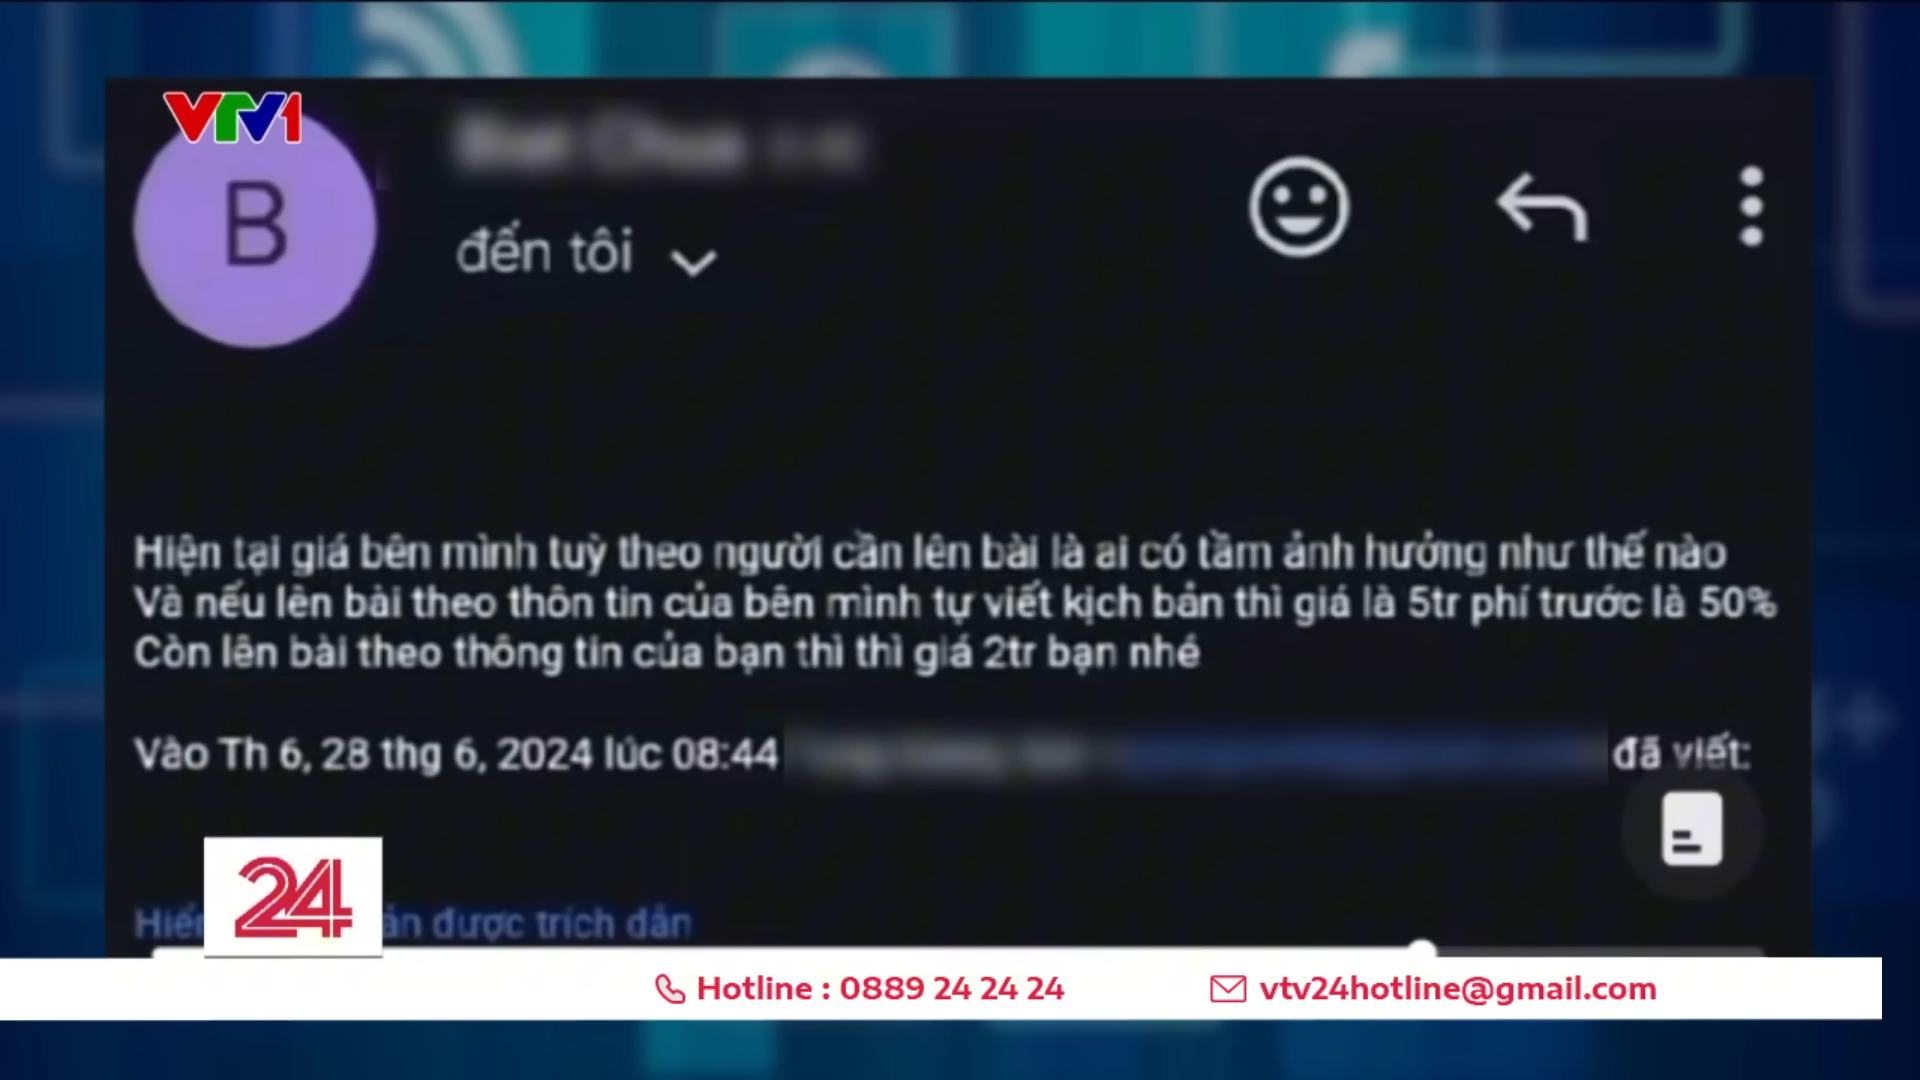 VTV1
B
đến tôi
Hiện tại giá bên mình tuỳ theo người cần lên bài là ai có tầm ảnh hưởng như thế nào
Và nếu lên bài theo thôn tin của bên mình tự viết kịch bản thì giá là 5tr phí trước là 50%
Còn lên bài theo thông tin của bạn thì thì giá 2tr bạn nhé
Vào Th 6, 28 thg 6, 2024 lúc 08:44 đã viết:
được trích dẫn
24
Hotline : 0889 24 24 24
vtv24hotline@gmail.com